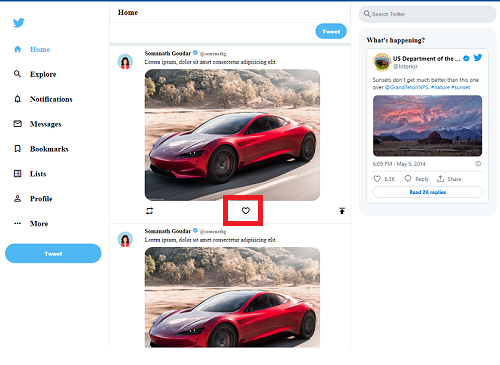 Home
Explore
Notifications
Messages
Bookmarks
Lists
Profile
More
Tweet
Home
Tweet
Somanath Goudar @somanathg
Lorem ipsum, dolor sit amet consectetur adipisicing elit.
Somanath Goudar @somanathg
Lorem ipsum, dolor sit amet consectetur adipisicing elit.
Search Twitter
What's happening?
US Department of the ...
@Interior
Sunsets don't get much better than this one
over @GrandTetonNPS. #nature #sunset
6:09 PM · May 5, 2014
6.3K Reply Share
Read 2K replies